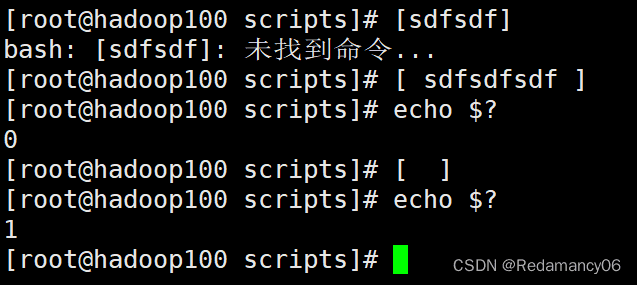 [root@hadoop100 scripts]# [sdfsdf]
bash: [sdfsdf]: 未找到命令...
[root@hadoop100 scripts]# [ sdfsdfsdf ]
[root@hadoop100 scripts]# echo $?
0
[root@hadoop100 scripts]# [  ]
[root@hadoop100 scripts]# echo $?
1
[root@hadoop100 scripts]#
CSDN @Redamancy06